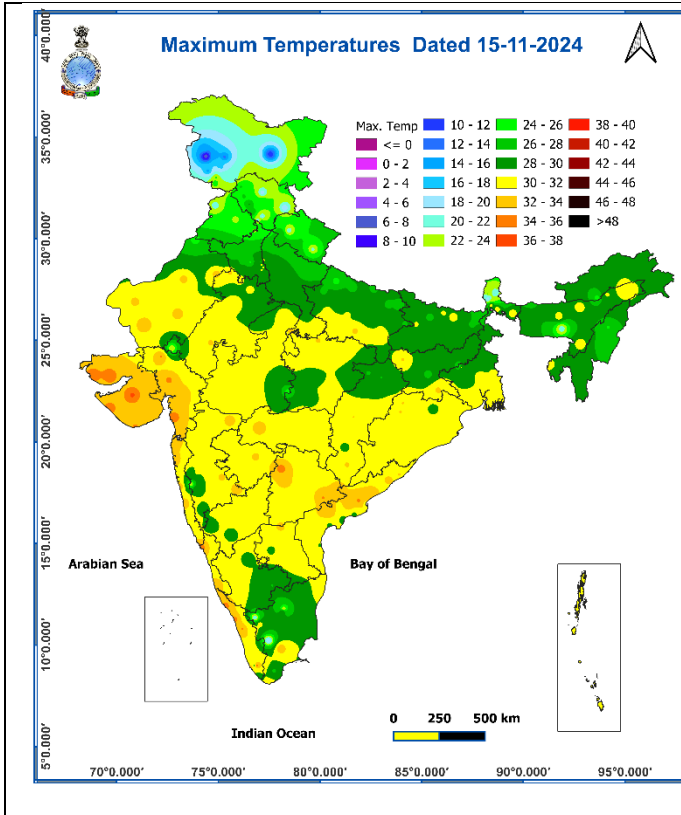 Maximum Temperatures Dated 15-11-2024
Max. Temp
<= 0
0 - 2
2 - 4
4 - 6
6 - 8
8 - 10
10 - 12
12 - 14
14 - 16
16 - 18
18 - 20
20 - 22
22 - 24
24 - 26
26 - 28
28 - 30
30 - 32
32 - 34
34 - 36
36 - 38
38 - 40
40 - 42
42 - 44
44 - 46
46 - 48
>48
40°0.000'
35°0.000'
30°0.000'
25°0.000'
20°0.000'
15°0.000'
10°0.000'
5°0.000'
Arabian Sea
Bay of Bengal
Indian Ocean
0 250 500 km
70°0.000' 75°0.000' 80°0.000' 85°0.000' 90°0.000' 95°0.000'